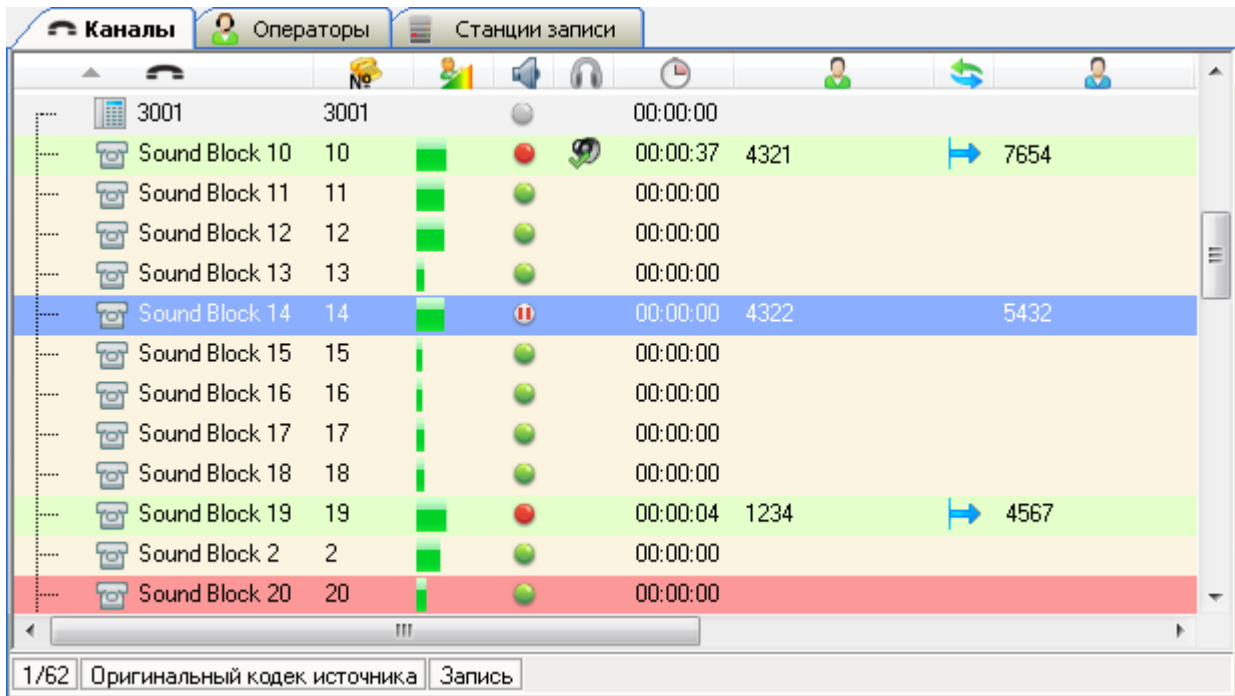 Каналы Операторы Станции записи
№
3001 3001 00:00:00
Sound Block 10 10 00:00:37 4321 7654
Sound Block 11 11 00:00:00
Sound Block 12 12 00:00:00
Sound Block 13 13 00:00:00
Sound Block 14 14 00:00:00 4322 5432
Sound Block 15 15 00:00:00
Sound Block 16 16 00:00:00
Sound Block 17 17 00:00:00
Sound Block 18 18 00:00:00
Sound Block 19 19 00:00:04 1234 4567
Sound Block 2 2 00:00:00
Sound Block 20 20 00:00:00
1/62 Оригинальный кодек источника Запись